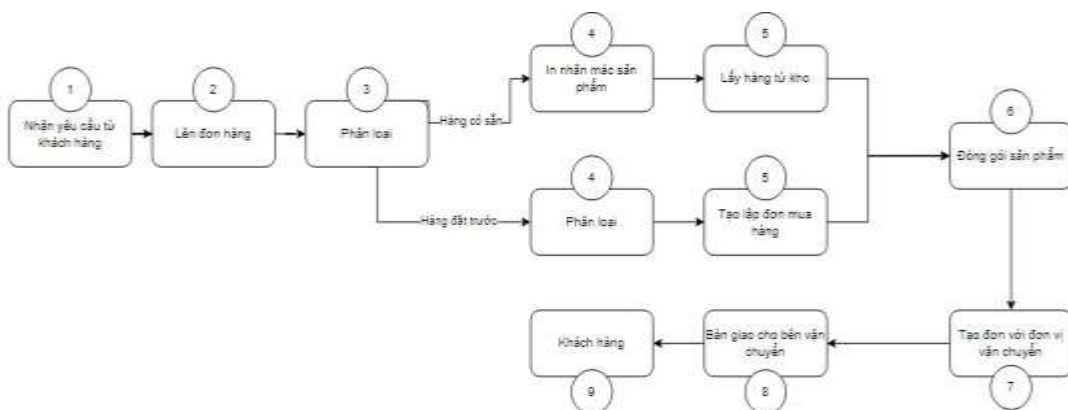 1
Nhận yêu cầu từ
khách hàng
2
Lên đơn hàng
3
Phân loại
Hàng có sẵn
4
In nhãn mác sản
phẩm
5
Lấy hàng từ kho
Hàng đặt trước
4
Phân loại
5
Tạo lập đơn mua
hàng
6
Đóng gói sản phẩm
Tạo đơn với đơn vị
vận chuyển
7
Bàn giao cho bên vận
chuyển
8
Khách hàng
9